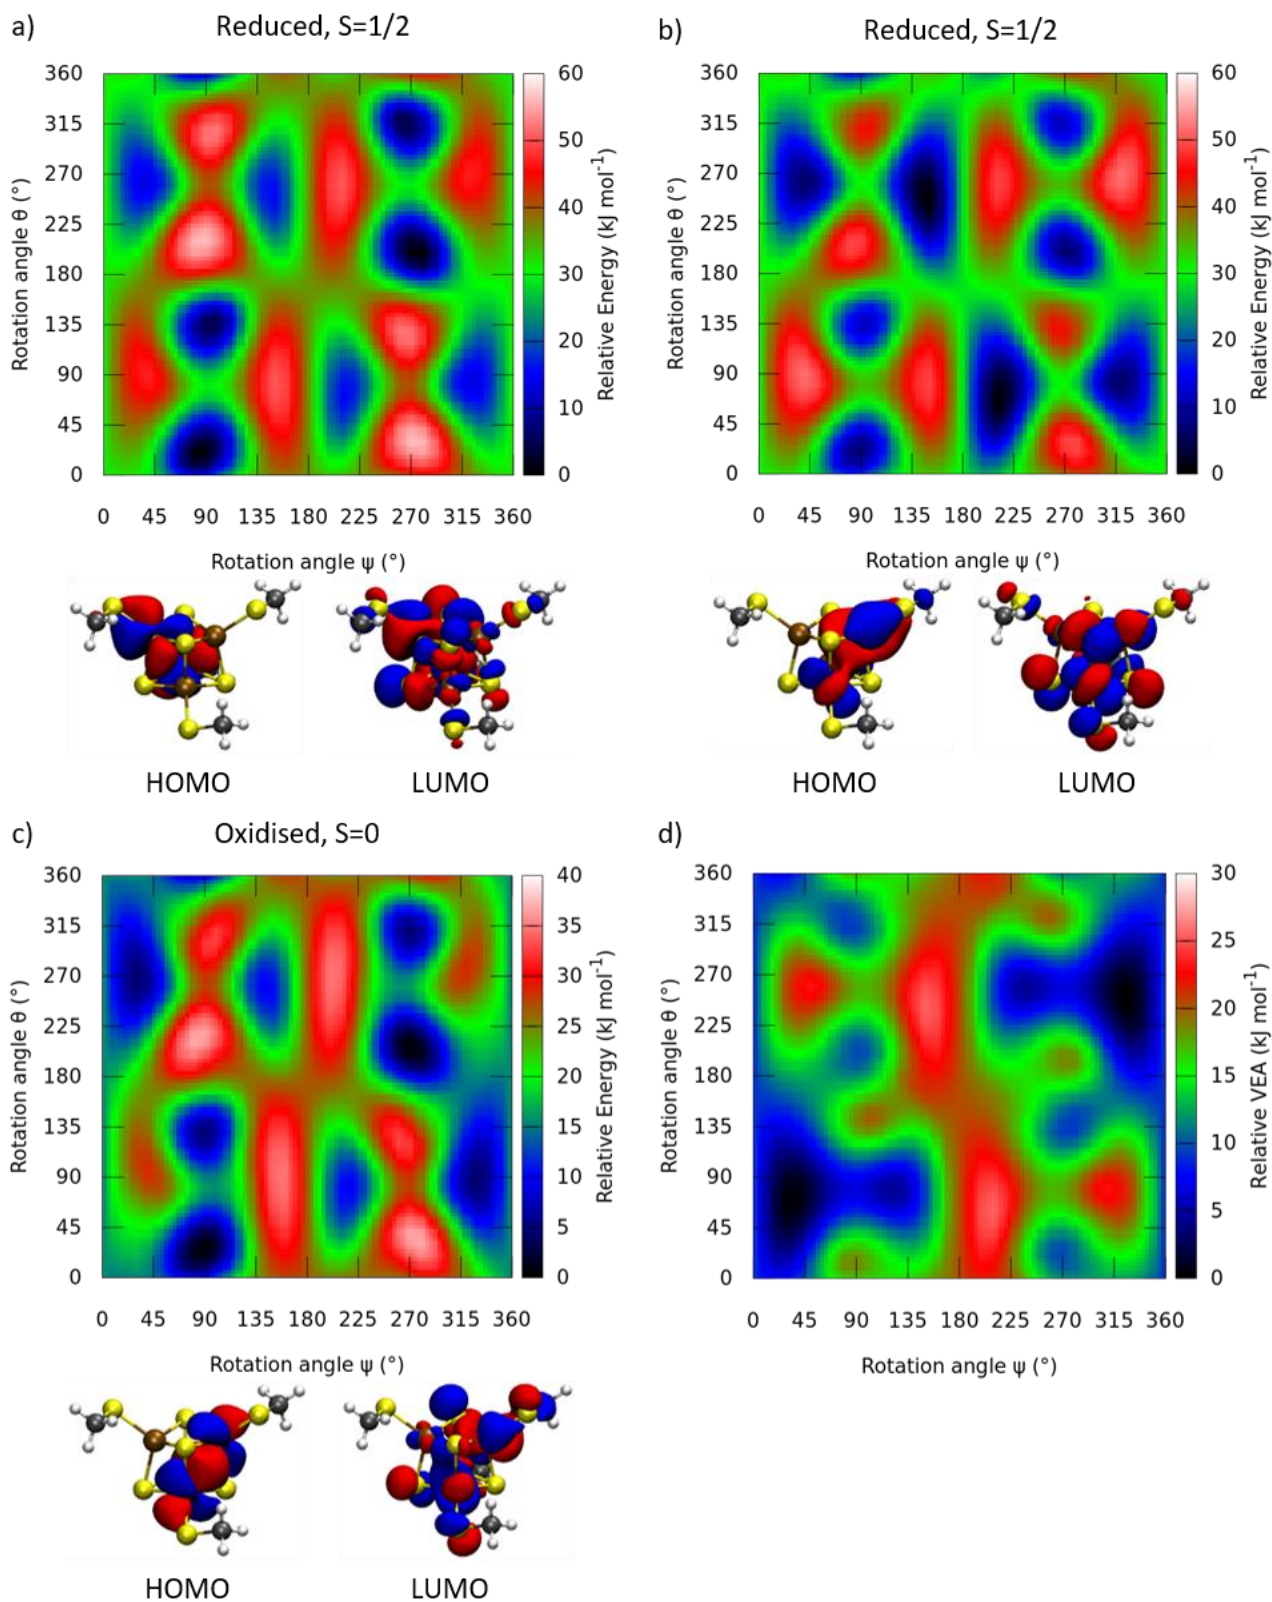 a) Reduced, S=1/2
360
315
270
225
180
135
90
45
0
Rotation angle θ (°)
0 45 90 135 180 225 270 315 360
Rotation angle ψ (°)
60
50
40
30
20
10
0
Relative Energy (kJ mol⁻¹)
HOMO LUMO
b) Reduced, S=1/2
360
315
270
225
180
135
90
45
0
Rotation angle θ (°)
0 45 90 135 180 225 270 315 360
Rotation angle ψ (°)
60
50
40
30
20
10
0
Relative Energy (kJ mol⁻¹)
HOMO LUMO
c) Oxidised, S=0
360
315
270
225
180
135
90
45
0
Rotation angle θ (°)
0 45 90 135 180 225 270 315 360
Rotation angle ψ (°)
40
35
30
25
20
15
10
5
0
Relative Energy (kJ mol⁻¹)
HOMO LUMO
d)
360
315
270
225
180
135
90
45
0
Rotation angle θ (°)
0 45 90 135 180 225 270 315 360
Rotation angle ψ (°)
30
25
20
15
10
5
0
Relative VEA (kJ mol⁻¹)